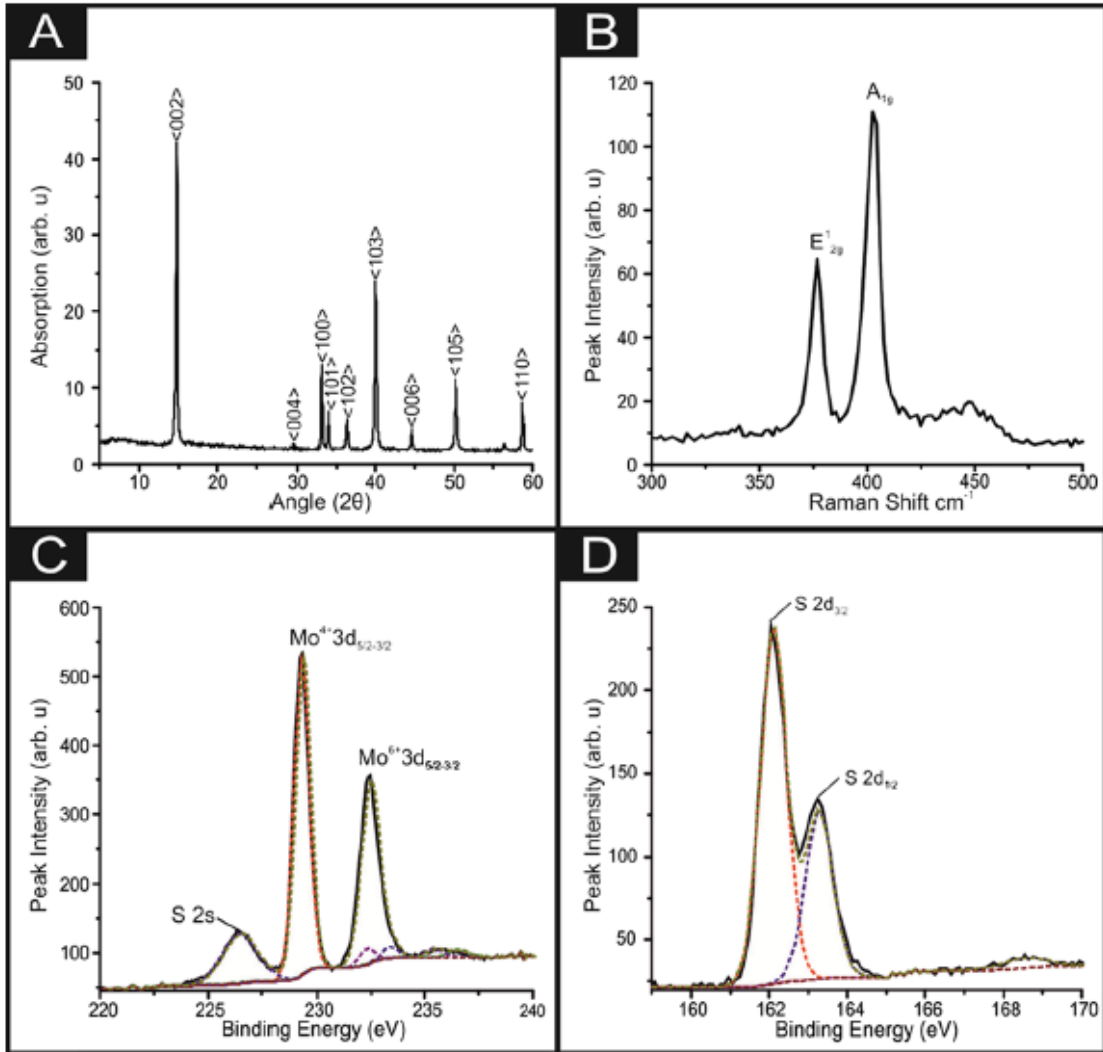 A
50
40
30
20
10
0
10
20
30
40
50
60
Absorption (arb. u)
Angle (2θ)
<002>
<004>
<100>
<101>
<102>
<103>
<006>
<105>
<110>
B
120
100
80
60
40
20
0
300
350
400
450
500
Peak Intensity (arb. u)
Raman Shift cm⁻¹
E¹₂g
A₁g
C
600
500
400
300
200
100
220
225
230
235
240
Peak Intensity (arb. u)
Binding Energy (eV)
S 2s
Mo⁴⁺3d5/2-3/2
Mo⁶⁺3d5/2-3/2
D
250
200
150
100
50
160
162
164
166
168
170
Peak Intensity (arb. u)
Binding Energy (eV)
S 2d3/2
S 2d1/2